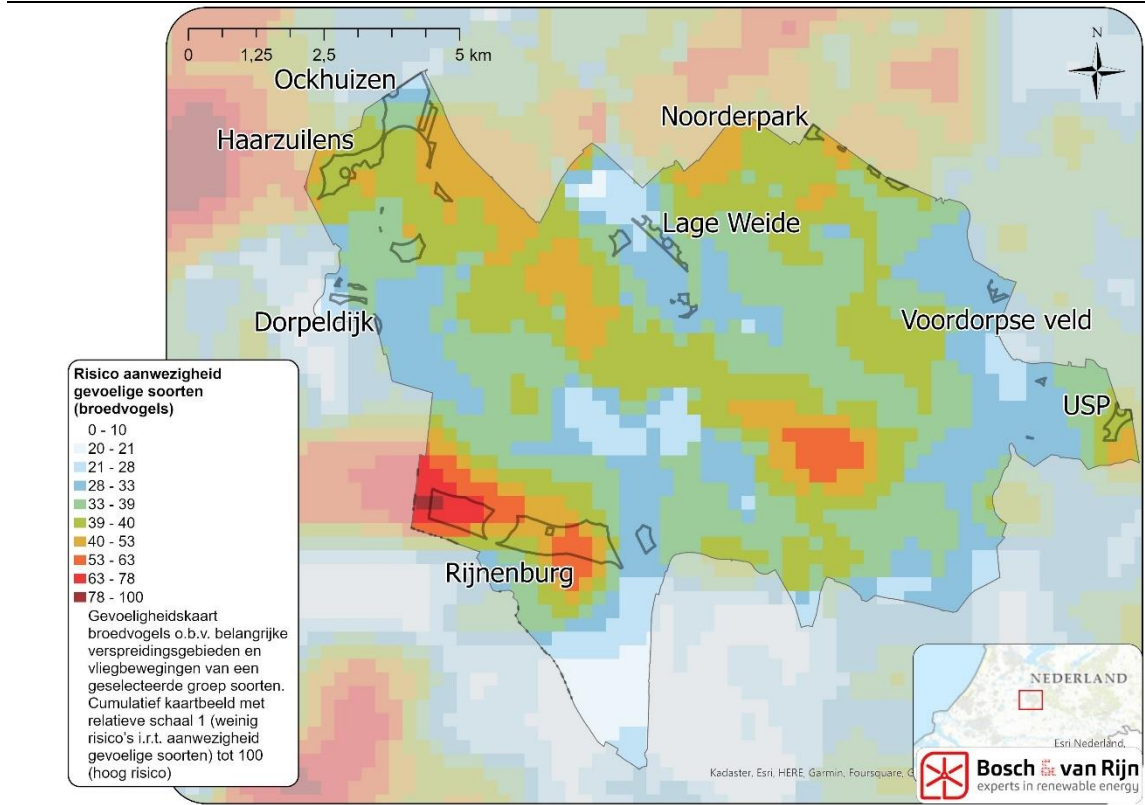 0 1,25 2,5 5 km
N
Ockhuizen
Haarzuilens
Noorderpark
Lage Weide
Dorpeldijk
Voordorpse veld
USP
Rijnenburg
Risico aanwezigheid
gevoelige soorten
(broedvogels)
0 - 10
20 - 21
21 - 28
28 - 33
33 - 39
39 - 40
40 - 53
53 - 63
63 - 78
78 - 100
Gevoeligheidskaart
broedvogels o.b.v. belangrijke
verspreidingsgebieden en
vliegbewegingen van een
geselecteerde groep soorten.
Cumulatief kaartbeeld met
relatieve schaal 1 (weinig
risico's i.r.t. aanwezigheid
gevoelige soorten) tot 100
(hoog risico)
NEDERLAND
Esri Nederland,
Kadaster, Esri, HERE, Garmin, Foursquare, G
Bosch & van Rijn
experts in renewable energy